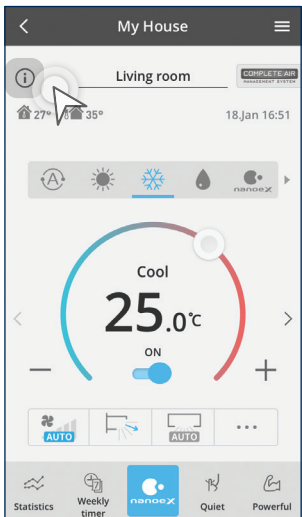 My House
Living room
COMPLETE AIR
MANAGEMENT SYSTEM
27° 35° 18.Jan 16:51
A
nanoeX
Cool
25.0°C
ON
AUTO AUTO
Statistics Weekly timer nanoeX Quiet Powerful